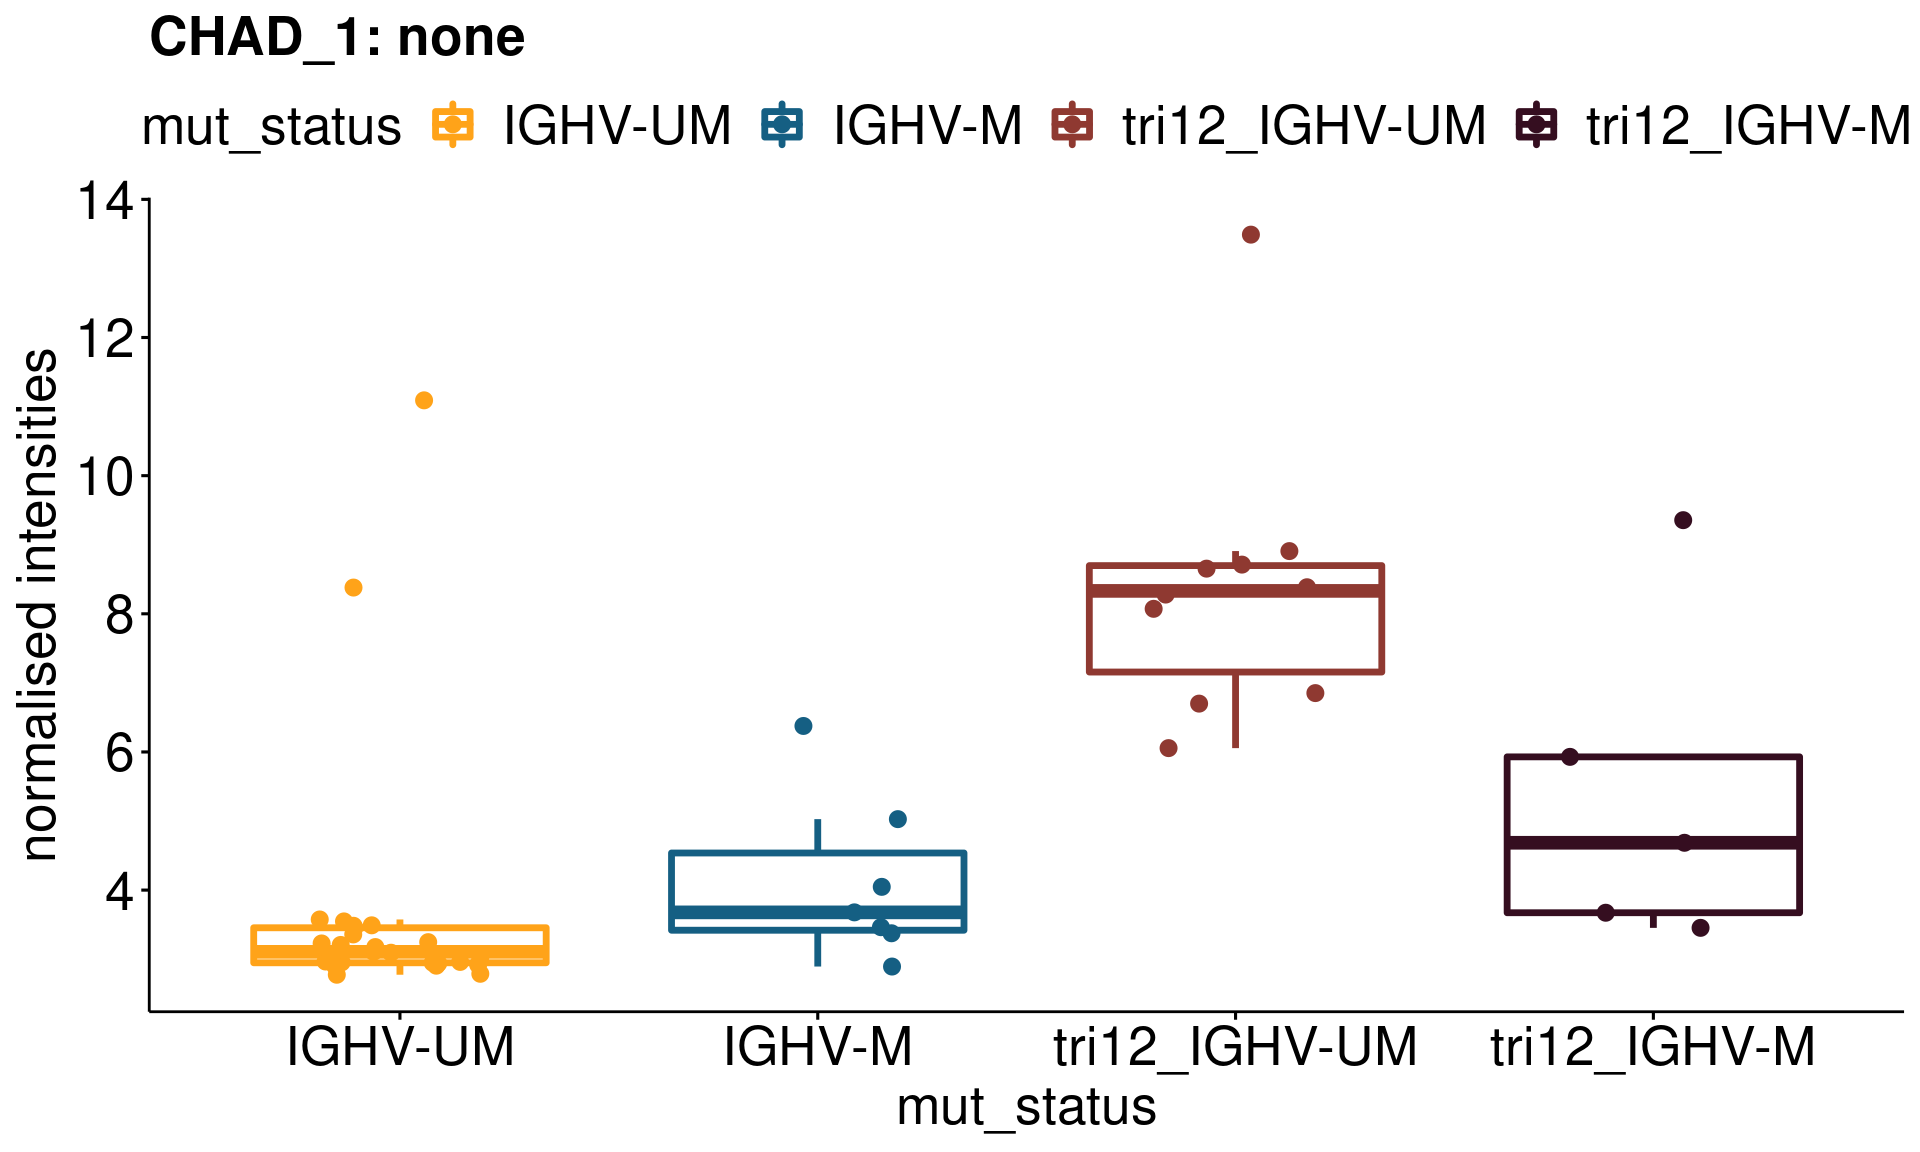 CHAD_1: none
mut_status IGHV-UM IGHV-M tri12_IGHV-UM tri12_IGHV-M
normalised intensities
14
12
10
8
6
4
IGHV-UM IGHV-M tri12_IGHV-UM tri12_IGHV-M
mut_status